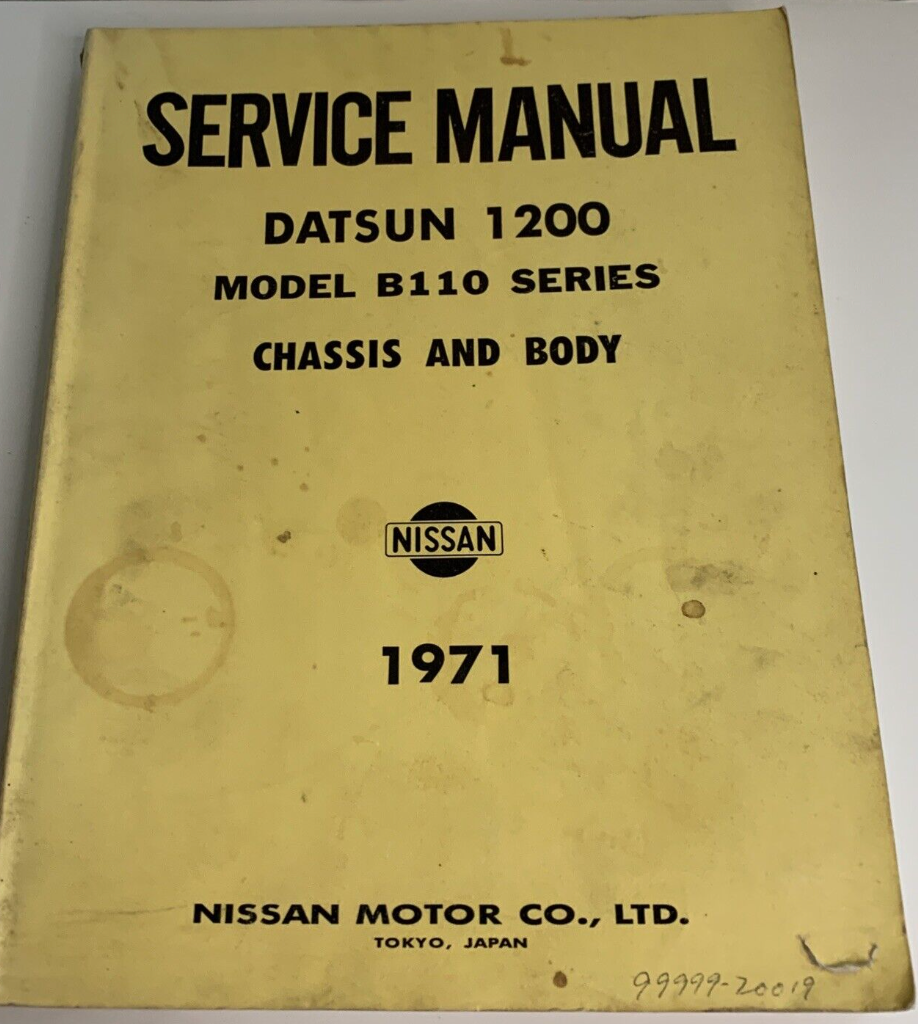 SERVICE MANUAL
DATSUN 1200
MODEL B110 SERIES
CHASSIS AND BODY
NISSAN
1971
NISSAN MOTOR CO., LTD.
TOKYO, JAPAN
99999-20019